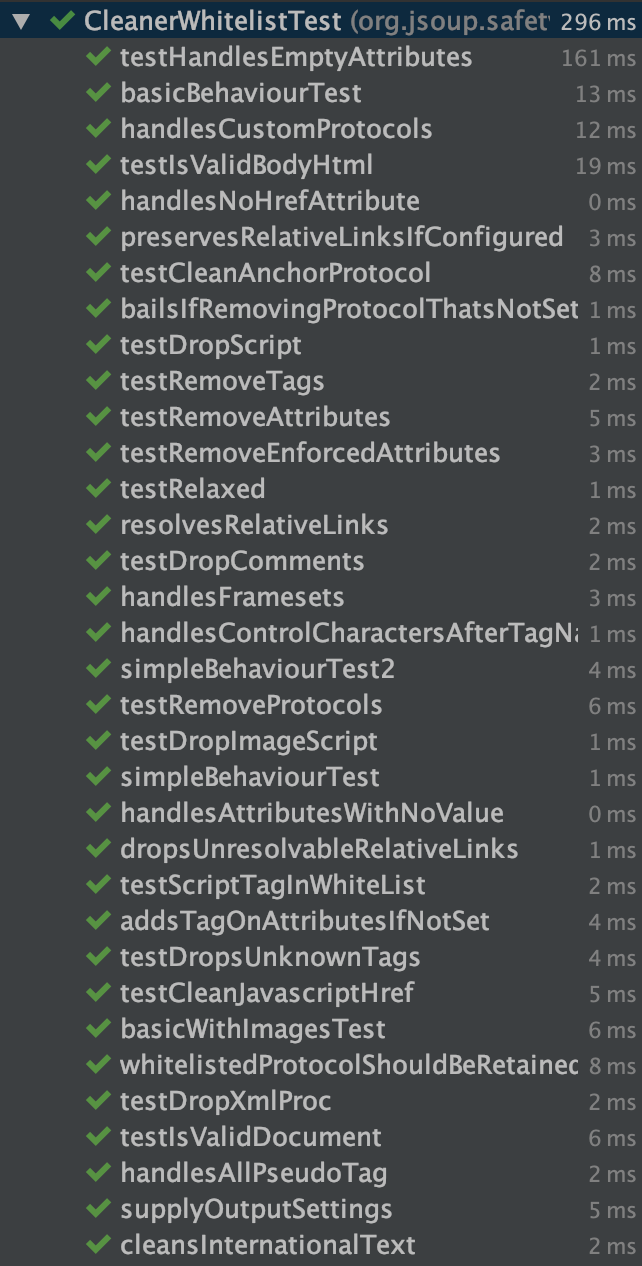 CleanerWhitelistTest (org.jsoup.safety 296 ms
testHandlesEmptyAttributes 161 ms
basicBehaviourTest 13 ms
handlesCustomProtocols 12 ms
testIsValidBodyHtml 19 ms
handlesNoHrefAttribute 0 ms
preservesRelativeLinksIfConfigured 3 ms
testCleanAnchorProtocol 8 ms
bailsIfRemovingProtocolThatsNotSet 1 ms
testDropScript 1 ms
testRemoveTags 2 ms
testRemoveAttributes 5 ms
testRemoveEnforcedAttributes 3 ms
testRelaxed 1 ms
resolvesRelativeLinks 2 ms
testDropComments 2 ms
handlesFramesets 3 ms
handlesControlCharactersAfterTagNa 1 ms
simpleBehaviourTest2 4 ms
testRemoveProtocols 6 ms
testDropImageScript 1 ms
simpleBehaviourTest 1 ms
handlesAttributesWithNoValue 0 ms
dropsUnresolvableRelativeLinks 1 ms
testScriptTagInWhiteList 2 ms
addsTagOnAttributesIfNotSet 4 ms
testDropsUnknownTags 4 ms
testCleanJavascriptHref 5 ms
basicWithImagesTest 6 ms
whitelistedProtocolShouldBeRetained 8 ms
testDropXmlProc 2 ms
testIsValidDocument 6 ms
handlesAllPseudoTag 2 ms
supplyOutputSettings 5 ms
cleansInternationalText 2 ms